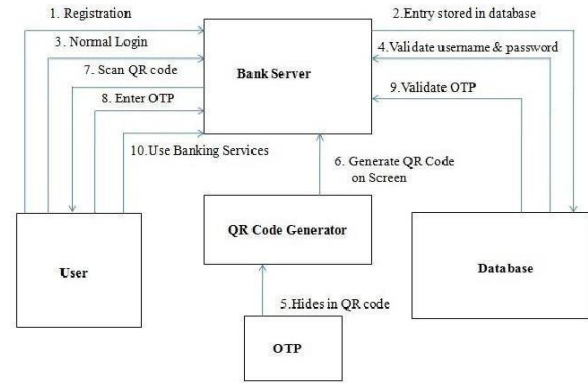 1. Registration
2.Entry stored in database
3. Normal Login
4.Validate username & password
7. Scan QR code
Bank Server
8. Enter OTP
9.Validate OTP
10.Use Banking Services
6. Generate QR Code
on Screen
QR Code Generator
User
Database
5.Hides in QR code
OTP